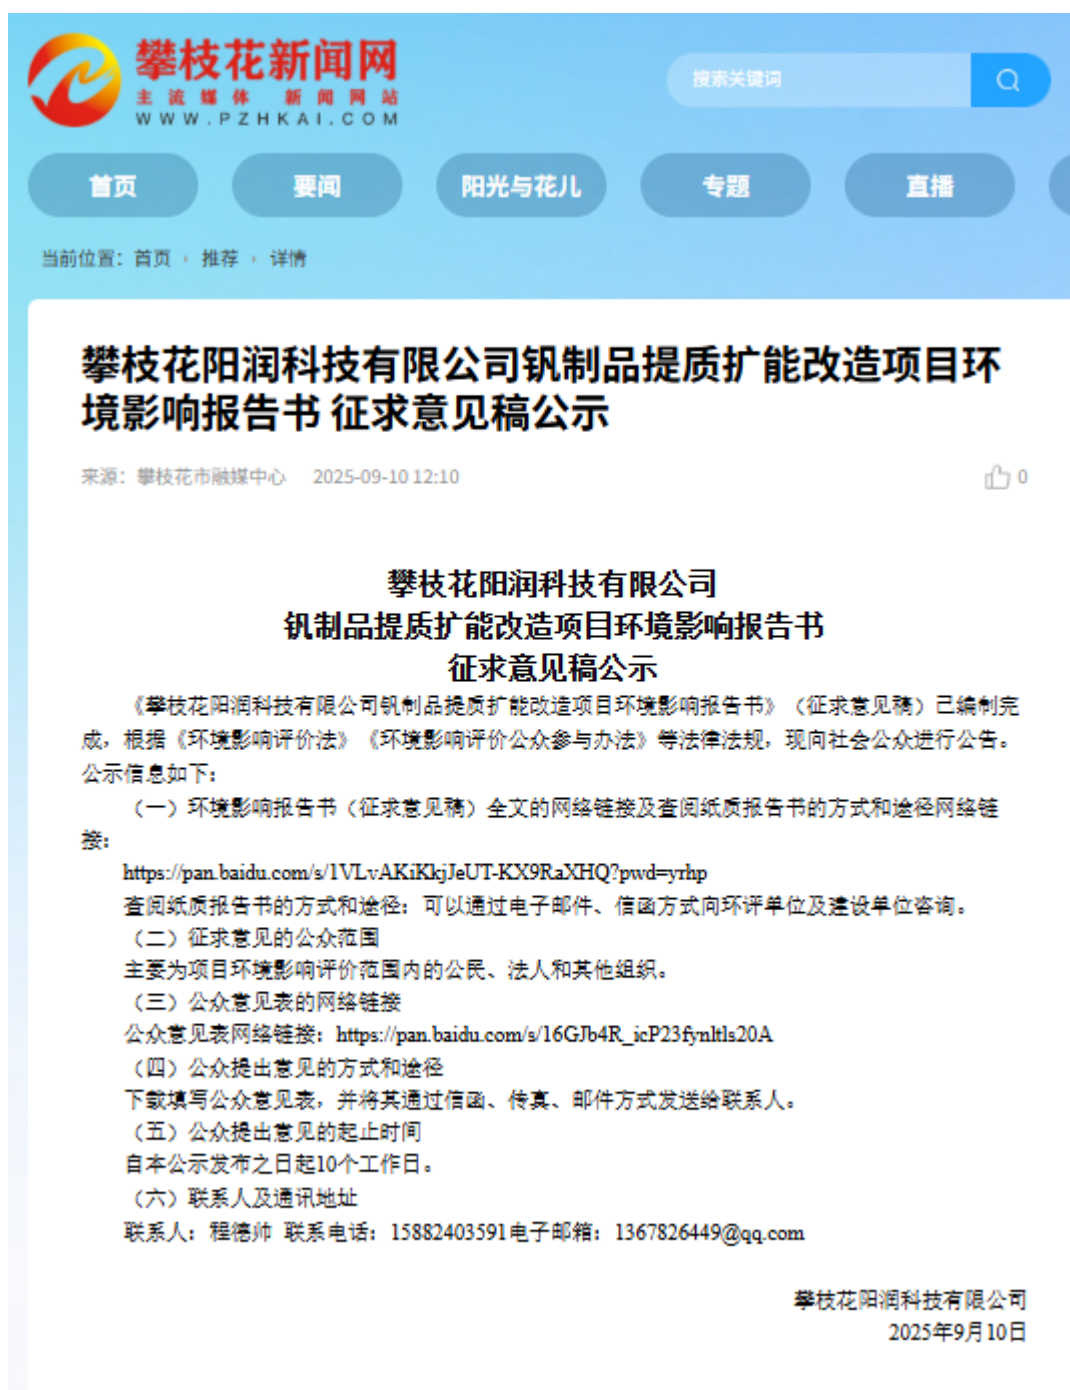 攀枝花新闻网
主流媒体 新闻网站
WWW.PZHKAI.COM
搜索关键词
首页
要闻
阳光与花儿
专题
直播
当前位置：首页 › 推荐 › 详情
攀枝花阳润科技有限公司钒制品提质扩能改造项目环
境影响报告书 征求意见稿公示
来源：攀枝花市融媒中心 2025-09-10 12:10
0
攀枝花阳润科技有限公司
钒制品提质扩能改造项目环境影响报告书
征求意见稿公示
《攀枝花阳润科技有限公司钒制品提质扩能改造项目环境影响报告书》（征求意见稿）已编制完
成，根据《环境影响评价法》《环境影响评价公众参与办法》等法律法规，现向社会公众进行公告。
公示信息如下：
（一）环境影响报告书（征求意见稿）全文的网络链接及查阅纸质报告书的方式和途径网络链
接：
https://pan.baidu.com/s/1VLvAKiKkjJeUT-KX9RaXHQ?pwd=yrhp
查阅纸质报告书的方式和途径：可以通过电子邮件、信函方式向环评单位及建设单位咨询。
（二）征求意见的公众范围
主要为项目环境影响评价范围内的公民、法人和其他组织。
（三）公众意见表的网络链接
公众意见表网络链接：https://pan.baidu.com/s/16GJb4R_icP23fynltls20A
（四）公众提出意见的方式和途径
下载填写公众意见表，并将其通过信函、传真、邮件方式发送给联系人。
（五）公众提出意见的起止时间
自本公示发布之日起10个工作日。
（六）联系人及通讯地址
联系人：程德帅 联系电话：15882403591电子邮箱：1367826449@qq.com
攀枝花阳润科技有限公司
2025年9月10日